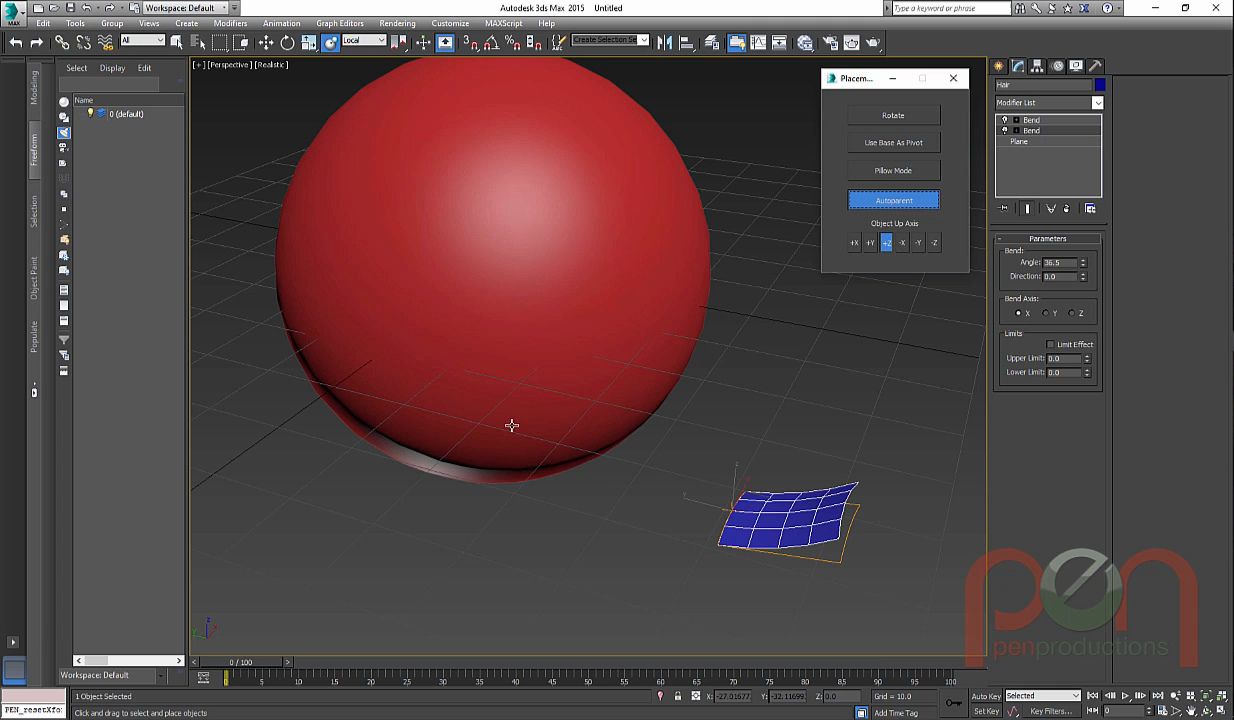 Autodesk 3ds Max 2015 Untitled
Workspace: Default
Type a keyword or phrase
MAX
Edit Tools Group Views Create Modifiers Animation Graph Editors Rendering Customize MAXScript Help
All
Local
Create Selection Se
Select Display Edit
[+] [Perspective] [Realistic]
Name
0 (default)
Modeling
Freeform
Selection
Object Paint
Populate
Placem...
Rotate
Use Base As Pivot
Pillow Mode
Autoparent
Object Up Axis
+X +Y +Z -X -Y -Z
Hair
Modifier List
Bend
Bend
Plane
Parameters
Bend:
Angle: 36.5
Direction: 0.0
Bend Axis:
X Y Z
Limits
Limit Effect
Upper Limit: 0.0
Lower Limit: 0.0
pen
penproductions
0 / 100
Workspace: Default
0 5 10 15 20 25 30 35 40 45 50 55 60 65 70 75 80 85 90 95 100
1 Object Selected
X: -27.01677 Y: -32.11699 Z: 0.0
Grid = 10.0
Auto Key
Selected
PEN_resetXfo:
Click and drag to select and place objects
Add Time Tag
Set Key
Key Filters...
0